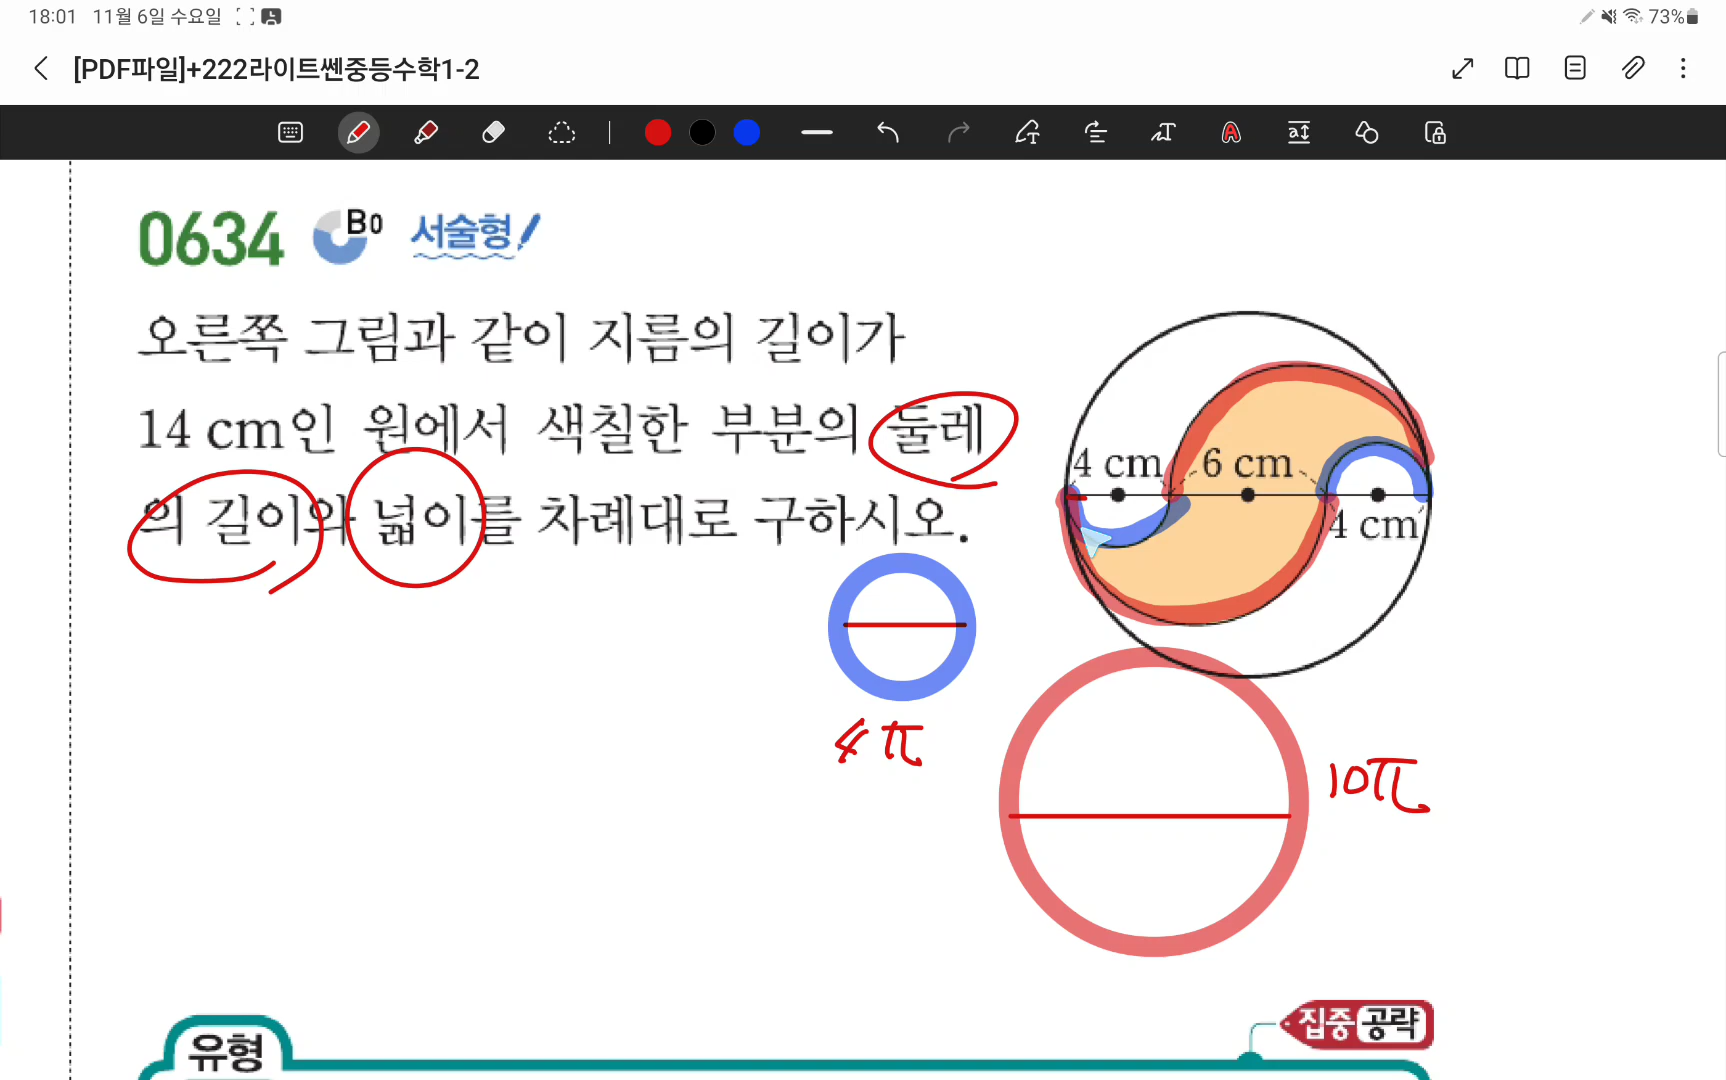 18:01 11월 6일 수요일
73%
[PDF파일]+222라이트쎈중등수학1-2
0634 B0 서술형
오른쪽 그림과 같이 지름의 길이가
14 cm인 원에서 색칠한 부분의 둘레
의 길이와 넓이를 차례대로 구하시오.
4 cm 6 cm
4 cm
4π
10π
집중 공략
유형